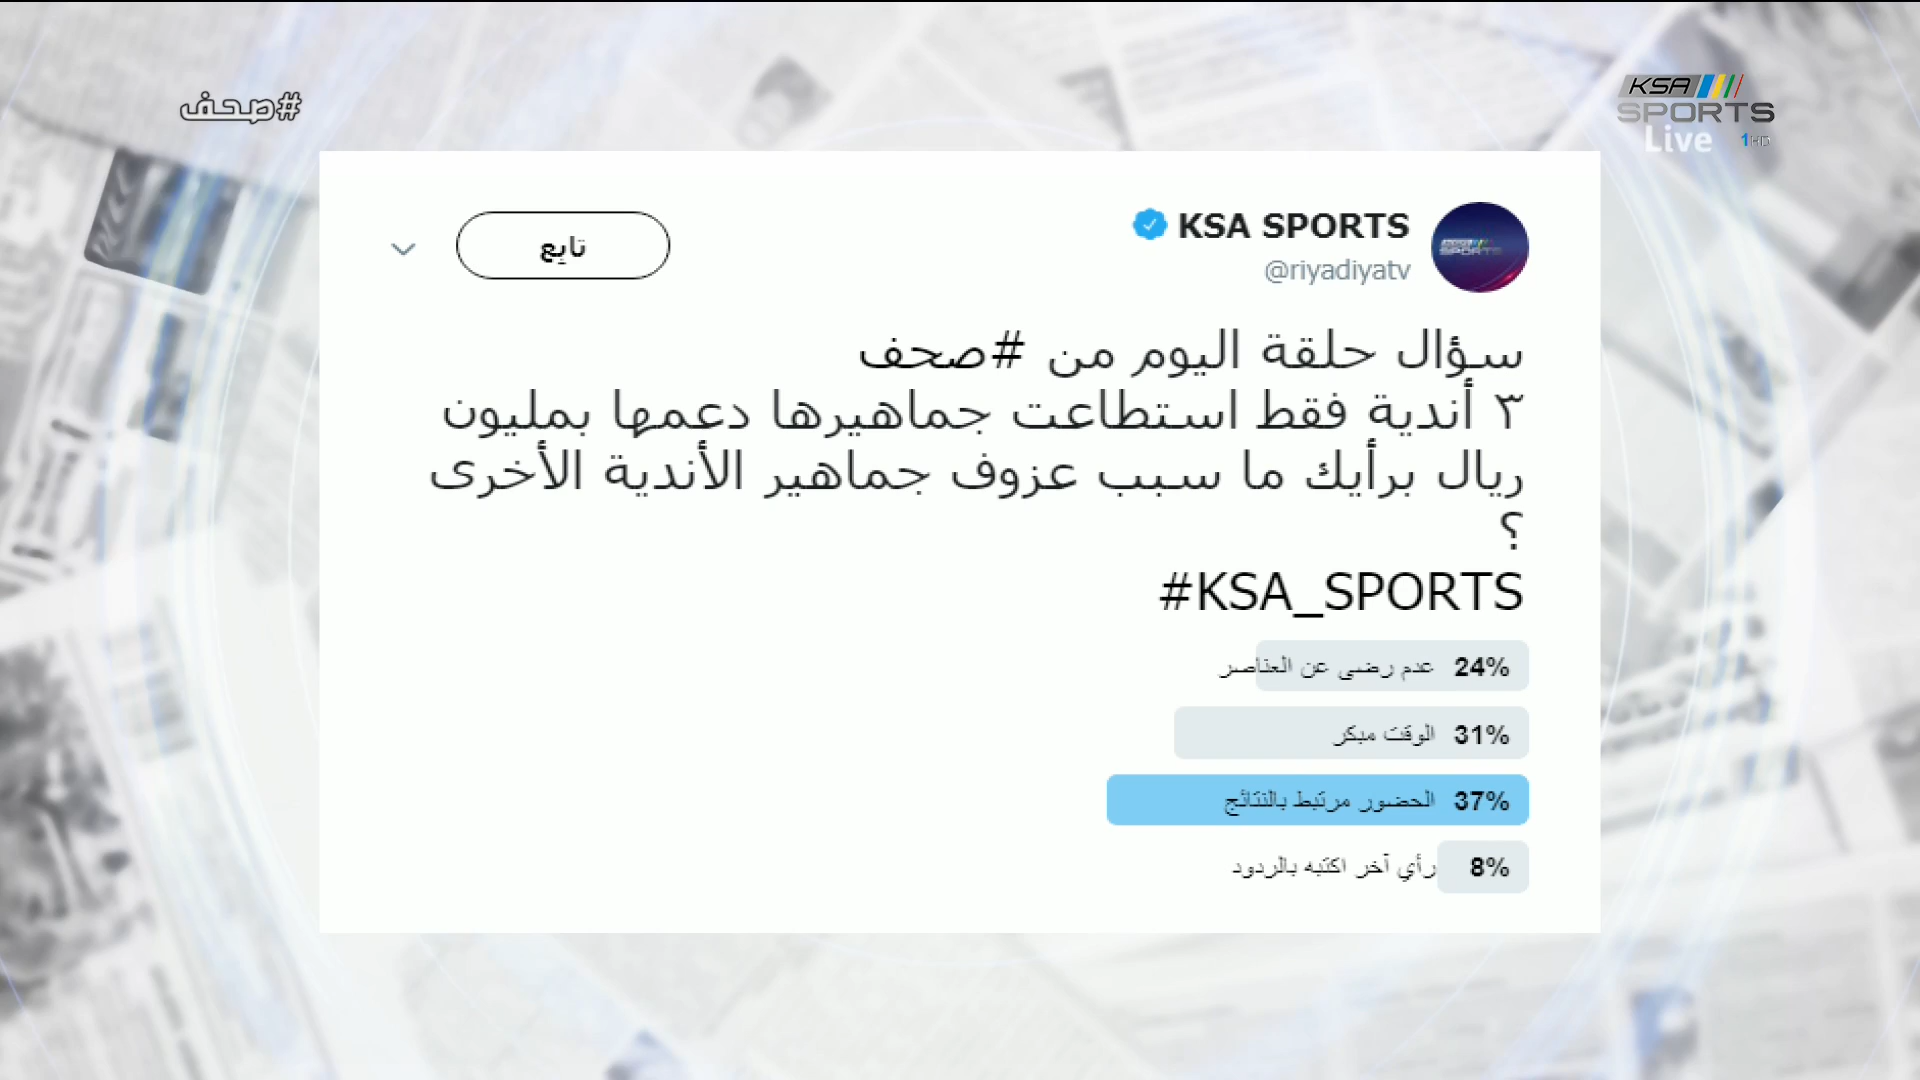 #صحف
KSA
SPORTS
Live 1HD
KSA SPORTS
@riyadiyatv
تابِع
سؤال حلقة اليوم من #صحف
٣ أندية فقط استطاعت جماهيرها دعمها بمليون
ريال برأيك ما سبب عزوف جماهير الأندية الأخرى
؟
#KSA_SPORTS
24% عدم رضى عن العناصر
31% الوقت مبكر
37% الحضور مرتبط بالنتائج
8% رأي آخر اكتبه بالردود